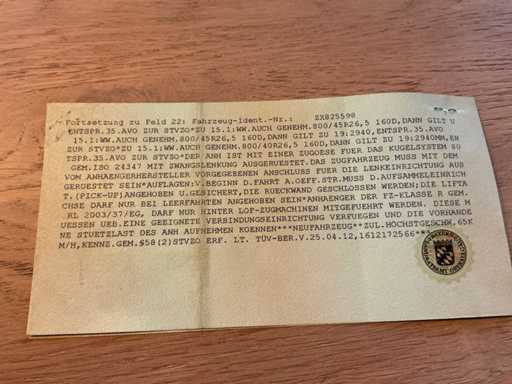 Fortsetzung zu Feld 22: Fahrzeug-Ident.-Nr.: ZX825590
ENTSPR.35.AVO ZUR STVZO*ZU 15.1:WW.AUCH GENEHM.800/45R26,5 160D,DANN GILT U
15.1:WW.AUCH GENEHM.800/45R26,5 160D,DANN GILT ZU 19:2940,ENTSPR.35.AVO
ZUR STVZO*ZU 15.1:WW.AUCH GENEHM.800/40R26,5 160D,DANN GILT ZU 19:2940MM,EN
TSPR.35.AVO ZUR STVZO*DER ANH IST MIT EINER ZUGOESE FUER DAS KUGELSYSTEM 80
GEM.ISO 24347 MIT ZWANGSLENKUNG AUSGERUESTET.DAS ZUGFAHRZEUG MUSS MIT DEM
VOM ANHAENGERHERSTELLER VORGEGEBENEN ANSCHLUSS FUER DIE LENKEINRICHTUNG AUS
GERUESTET SEIN*AUFLAGEN:V.BEGINN D.FAHRT A.OEFF.STR.MUSS D.AUFSAMMELEINRICH
T.(PICK-UP)ANGEHOBEN U.GESICHERT,DIE RUECKWAND GESCHLOSSEN WERDEN;DIE LIFTA
CHSE DARF NUR BEI LEERFAHRTEN ANGEHOBEN SEIN*ANHAENGER DER FZ-KLASSE R GEM.
RL 2003/37/EG, DARF NUR HINTER LOF-ZUGMACHINEN MITGEFUEHRT WERDEN. DIESE M
UESSEN UEB.EINE GEEIGNETE VERBINDUNGSEINRICHTUNG VERFUEGEN UND DIE VORHANDE
NE STUETZLAST DES ANH AUFNEHMEN KOENNEN***NEUFAHRZEUG**ZUL.HÖCHSTGESCHW.65K
M/H,KENNZ.GEM.§58(2)STVZO ERF. LT. TÜV-BER.V.25.04.12,1612172566***